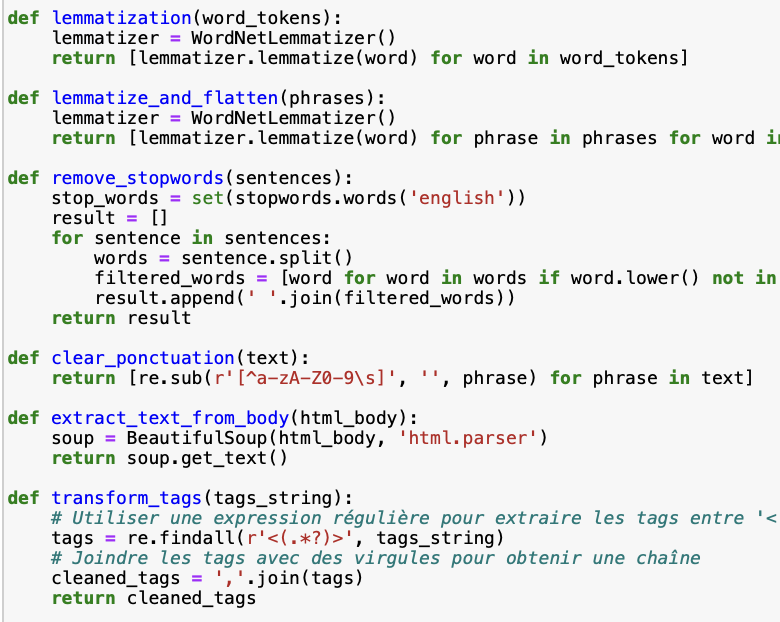 def lemmatization(word_tokens):
    lemmatizer = WordNetLemmatizer()
    return [lemmatizer.lemmatize(word) for word in word_tokens]

def lemmatize_and_flatten(phrases):
    lemmatizer = WordNetLemmatizer()
    return [lemmatizer.lemmatize(word) for phrase in phrases for word in

def remove_stopwords(sentences):
    stop_words = set(stopwords.words('english'))
    result = []
    for sentence in sentences:
        words = sentence.split()
        filtered_words = [word for word in words if word.lower() not in
        result.append(' '.join(filtered_words))
    return result

def clear_ponctuation(text):
    return [re.sub(r'[^a-zA-Z0-9\s]', '', phrase) for phrase in text]

def extract_text_from_body(html_body):
    soup = BeautifulSoup(html_body, 'html.parser')
    return soup.get_text()

def transform_tags(tags_string):
    # Utiliser une expression régulière pour extraire les tags entre '<
    tags = re.findall(r'<(.*?)>', tags_string)
    # Joindre les tags avec des virgules pour obtenir une chaîne
    cleaned_tags = ','.join(tags)
    return cleaned_tags